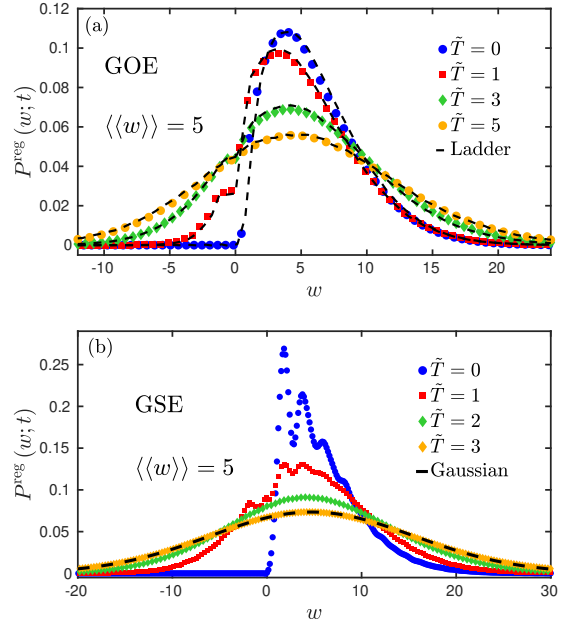 (a)
GOE
⟨⟨w⟩⟩ = 5
T̃ = 0
T̃ = 1
T̃ = 3
T̃ = 5
Ladder
P^reg(w; t)
0.12
0.1
0.08
0.06
0.04
0.02
0
-10 -5 0 5 10 15 20
w
(b)
GSE
⟨⟨w⟩⟩ = 5
T̃ = 0
T̃ = 1
T̃ = 2
T̃ = 3
Gaussian
P^reg(w; t)
0.25
0.2
0.15
0.1
0.05
0
-20 -10 0 10 20 30
w